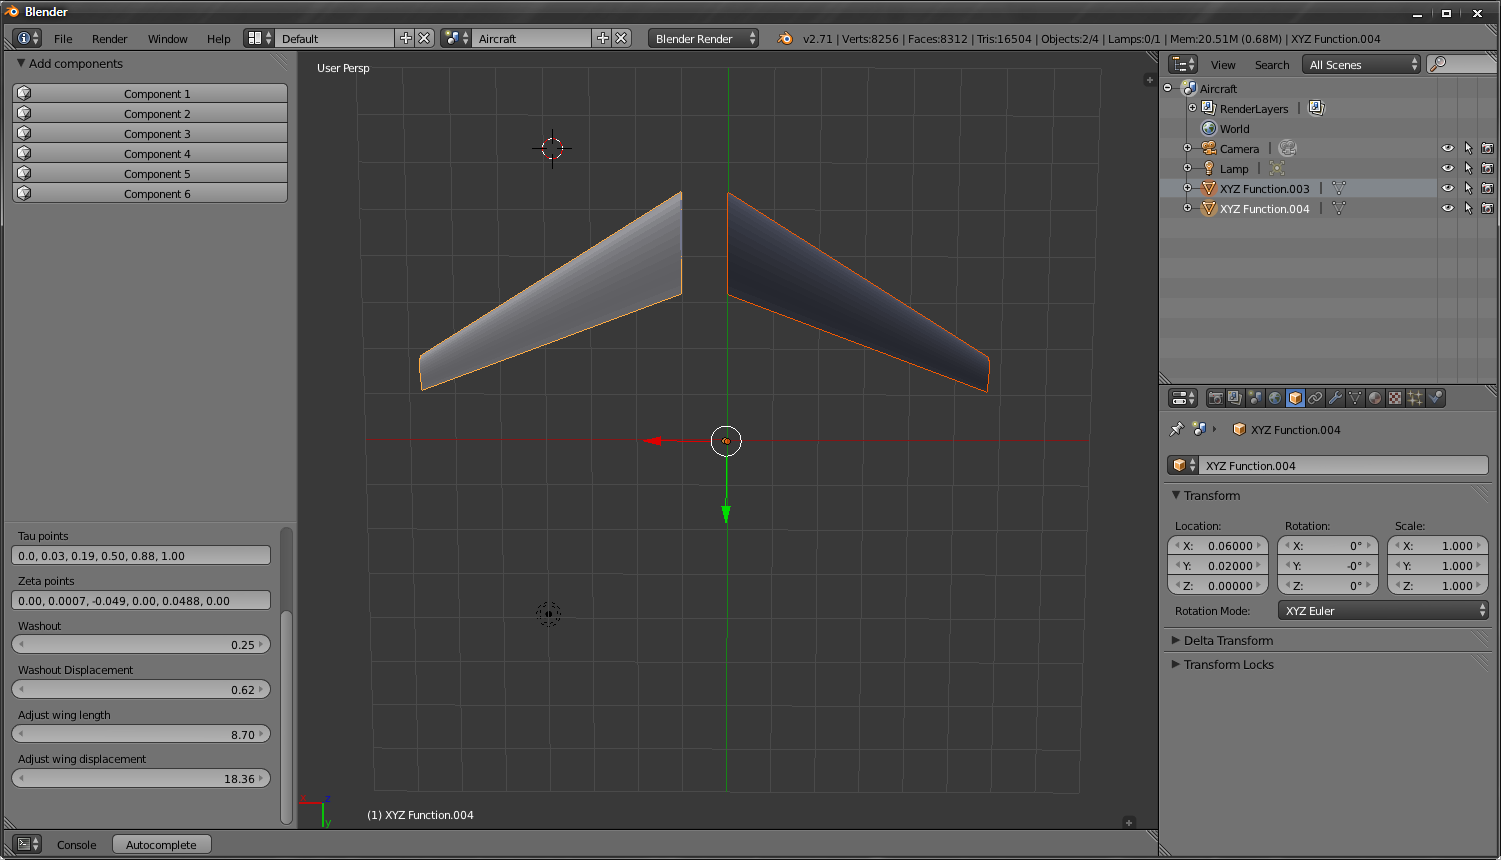 Blender
File Render Window Help Default Aircraft Blender Render v2.71 | Verts:8256 | Faces:8312 | Tris:16504 | Objects:2/4 | Lamps:0/1 | Mem:20.51M (0.68M) | XYZ Function.004
Add components
Component 1
Component 2
Component 3
Component 4
Component 5
Component 6
Tau points
0.0, 0.03, 0.19, 0.50, 0.88, 1.00
Zeta points
0.00, 0.0007, -0.049, 0.00, 0.0488, 0.00
Washout
0.25
Washout Displacement
0.62
Adjust wing length
8.70
Adjust wing displacement
18.36
User Persp
x z
y
(1) XYZ Function.004
Console Autocomplete
View Search All Scenes
Aircraft
RenderLayers |
World
Camera |
Lamp |
XYZ Function.003 |
XYZ Function.004 |
XYZ Function.004
XYZ Function.004
Transform
Location: Rotation: Scale:
X: 0.06000 X: 0° X: 1.000
Y: 0.02000 Y: -0° Y: 1.000
Z: 0.00000 Z: 0° Z: 1.000
Rotation Mode: XYZ Euler
Delta Transform
Transform Locks